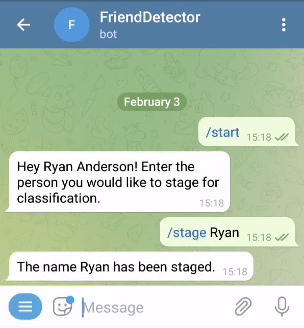 FriendDetector
F
bot
February 3
/start
15:18
Hey Ryan Anderson! Enter the
person you would like to stage for
classification.
15:18
/stage Ryan
15:18
The name Ryan has been staged.
15:18
Message